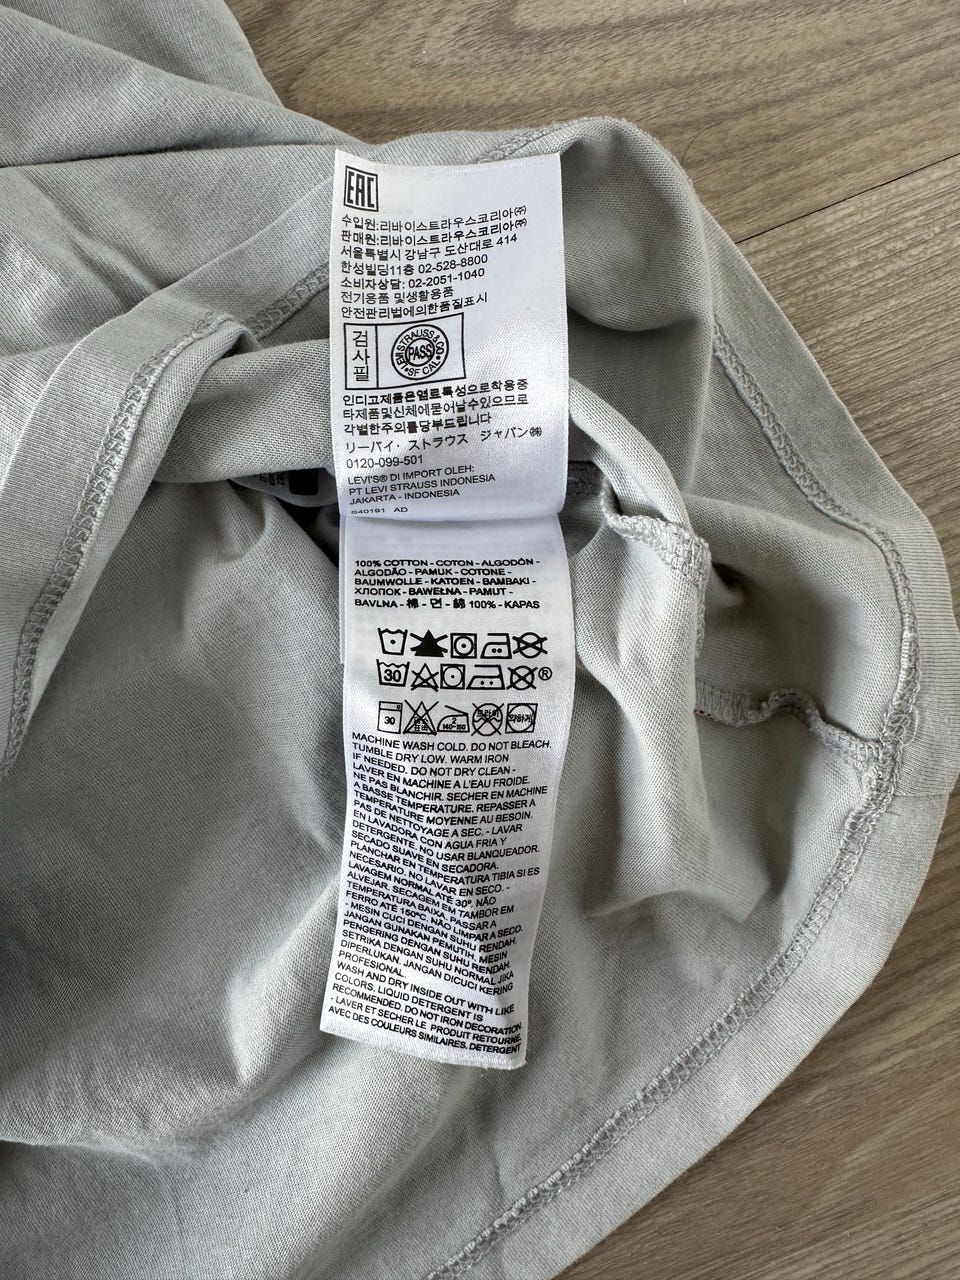 EAC
수입원:리바이스트라우스코리아㈜
판매원:리바이스트라우스코리아㈜
서울특별시 강남구 도산대로 414
한성빌딩11층 02-528-8800
소비자상담: 02-2051-1040
전기용품 및생활용품
안전관리법에의한품질표시
검사필
LEVI STRAUSS & CO
PASS
SF CAL
인디고제품은염료특성으로착용중
타제품및신체에묻어날수있으므로
각별한주의를당부드립니다
リーバイ・ストラウス ジャパン㈱
0120-099-501
LEVI'S® DI IMPORT OLEH:
PT LEVI STRAUSS INDONESIA
JAKARTA - INDONESIA
S40191 AD
100% COTTON - COTON - ALGODÓN -
ALGODÃO - PAMUK - COTONE -
BAUMWOLLE - KATOEN - BAMBAKI -
ХЛОПОК - BAWEŁNA - PAMUT -
BAVLNA - 棉 - 면 - 綿 100% - KAPAS
30 ®
30 2 140-160 드라이
MACHINE WASH COLD. DO NOT BLEACH.
TUMBLE DRY LOW. WARM IRON
IF NEEDED. DO NOT DRY CLEAN -
LAVER EN MACHINE A L'EAU FROIDE.
NE PAS BLANCHIR. SECHER EN MACHINE
A BASSE TEMPERATURE. REPASSER A
TEMPERATURE MOYENNE AU BESOIN.
PAS DE NETTOYAGE A SEC. - LAVAR
EN LAVADORA CON AGUA FRIA Y
DETERGENTE. NO USAR BLANQUEADOR.
SECADO SUAVE EN SECADORA.
PLANCHAR EN TEMPERATURA TIBIA SI ES
NECESARIO. NO LAVAR EN SECO. -
LAVAGEM NORMAL ATÉ 30º. NÃO
ALVEJAR. SECAGEM EM TAMBOR EM
TEMPERATURA BAIXA. PASSAR A
FERRO ATÉ 150ºC. NÃO LIMPAR A SECO.
- MESIN CUCI DENGAN SUHU RENDAH.
JANGAN GUNAKAN PEMUTIH. MESIN
PENGERING DENGAN SUHU RENDAH.
SETRIKA DENGAN SUHU NORMAL JIKA
DIPERLUKAN. JANGAN DICUCI KERING
PROFESIONAL.
WASH AND DRY INSIDE OUT WITH LIKE
COLORS. LIQUID DETERGENT IS
RECOMMENDED. DO NOT IRON DECORATION.
- LAVER ET SECHER LE PRODUIT RETOURNE,
AVEC DES COULEURS SIMILAIRES. DETERGENT